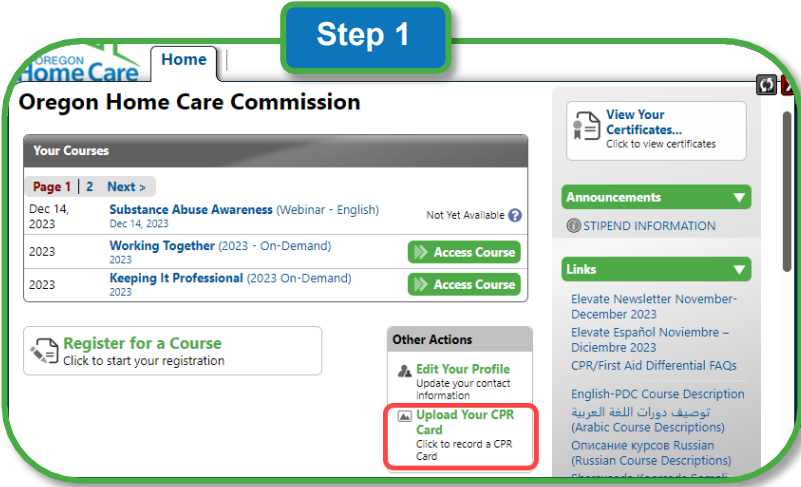 Step 1
OREGON
Home Care
Home
Oregon Home Care Commission
Your Courses
Page 1 | 2 Next >
Dec 14, 2023
Substance Abuse Awareness (Webinar - English)
Dec 14, 2023
Not Yet Available ?
2023
Working Together (2023 - On-Demand)
2023
Access Course
2023
Keeping It Professional (2023 On-Demand)
2023
Access Course
Register for a Course
Click to start your registration
Other Actions
Edit Your Profile
Update your contact
information
Upload Your CPR
Card
Click to record a CPR
Card
View Your
Certificates...
Click to view certificates
Announcements
STIPEND INFORMATION
Links
Elevate Newsletter November-
December 2023
Elevate Español Noviembre –
Diciembre 2023
CPR/First Aid Differential FAQs
English-PDC Course Description
توصيف دورات اللغة العربية
(Arabic Course Descriptions)
Описание курсов Russian
(Russian Course Descriptions)